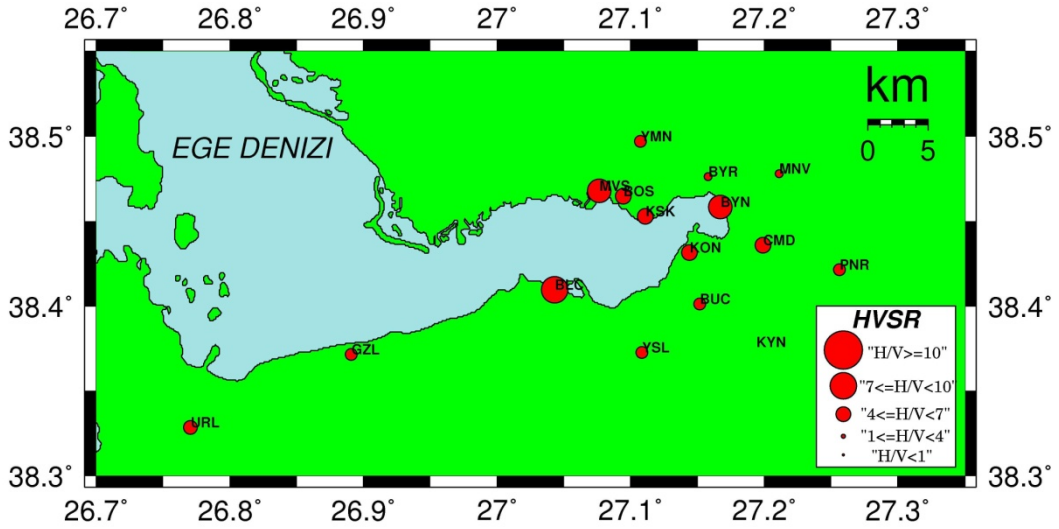 26.7° 26.8° 26.9° 27° 27.1° 27.2° 27.3°
km
0 5
38.5° 38.5°
EGE DENIZI
YMN
BYR
MNV
MVS
BOS
BYN
KSK
CMD
KON
PNR
BLC
38.4° 38.4°
BUC
KYN
YSL
GZL
URL
HVSR
"H/V>=10"
"7<=H/V<10"
"4<=H/V<7"
"1<=H/V<4"
"H/V<1"
38.3° 38.3°
26.7° 26.8° 26.9° 27° 27.1° 27.2° 27.3°